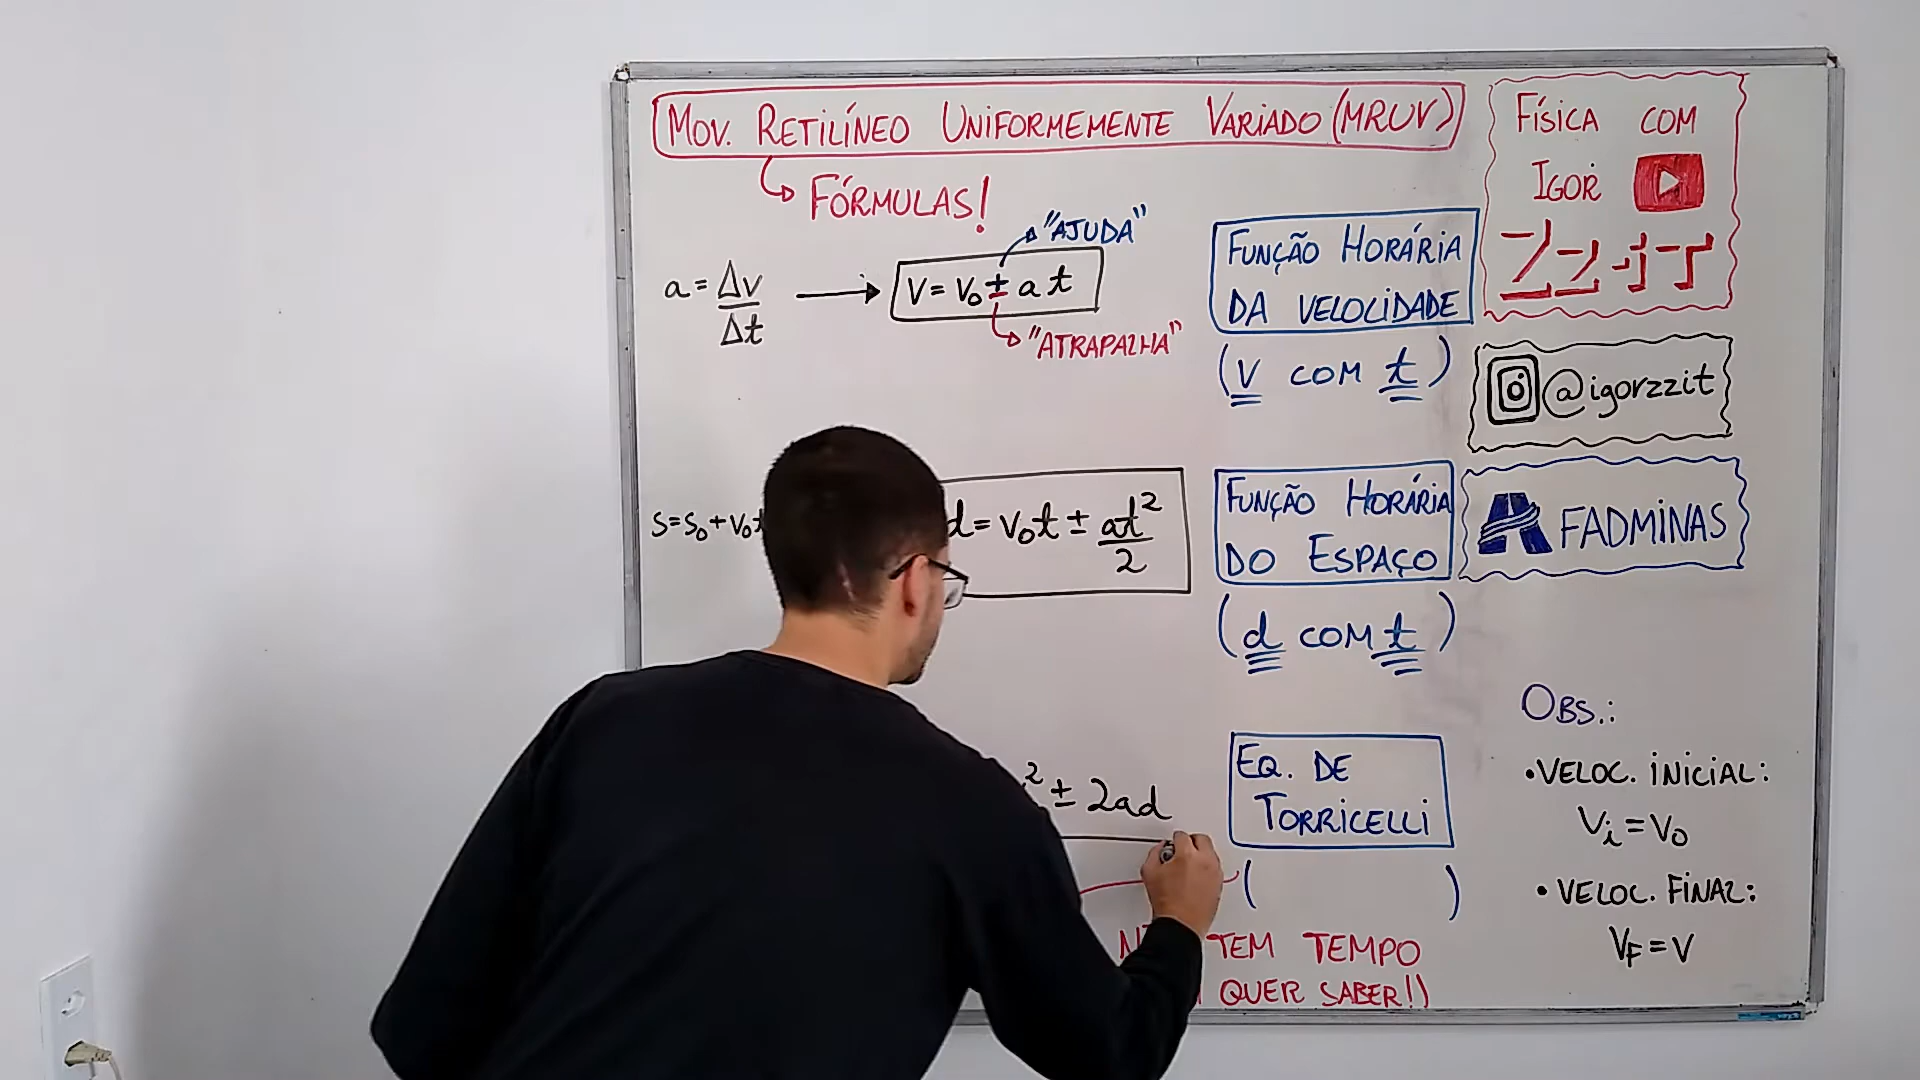 MOV. RETILÍNEO UNIFORMEMENTE VARIADO (MRUV)
FÓRMULAS!
a = Δv/Δt
V = V₀ ± a t
"AJUDA"
"ATRAPALHA"
FUNÇÃO HORÁRIA
DA VELOCIDADE
(V COM t)
S=S₀+V₀t
d = V₀t ± at²/2
FUNÇÃO HORÁRIA
DO ESPAÇO
(d COM t)
² ± 2ad
EQ. DE
TORRICELLI
( )
TEM TEMPO
QUER SABER!)
FÍSICA COM
IGOR
ZZiT
@igorzzit
FADMINAS
OBS.:
• VELOC. INICIAL:
Vi = V₀
• VELOC. FINAL:
VF = V